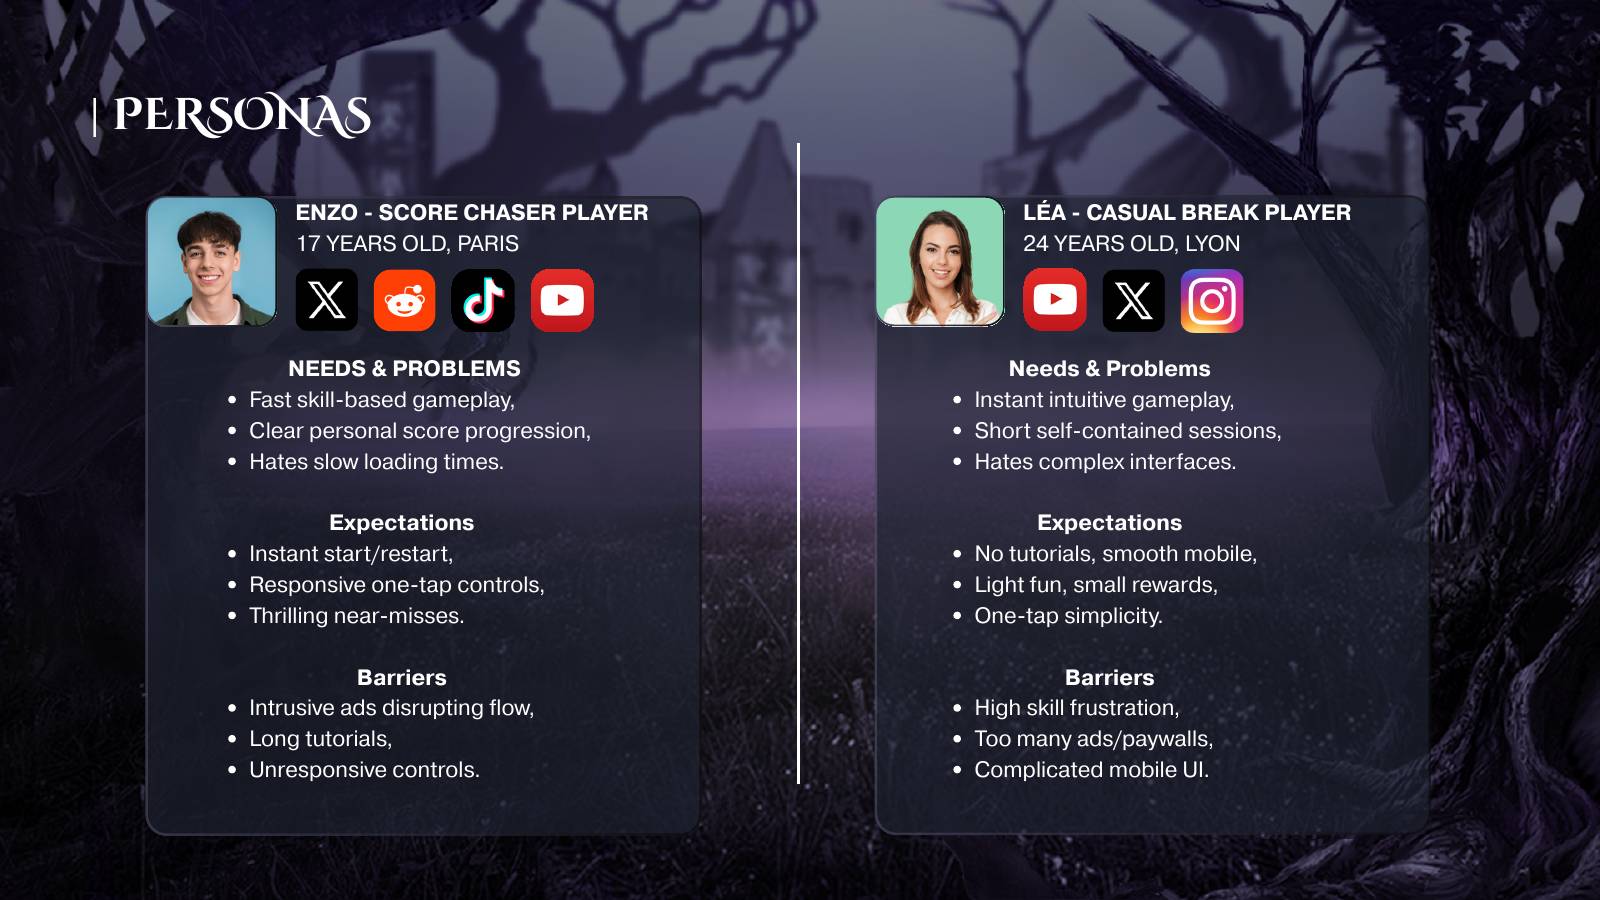 | PERSONAS
ENZO - SCORE CHASER PLAYER
17 YEARS OLD, PARIS
NEEDS & PROBLEMS
• Fast skill-based gameplay,
• Clear personal score progression,
• Hates slow loading times.
Expectations
• Instant start/restart,
• Responsive one-tap controls,
• Thrilling near-misses.
Barriers
• Intrusive ads disrupting flow,
• Long tutorials,
• Unresponsive controls.
LÉA - CASUAL BREAK PLAYER
24 YEARS OLD, LYON
Needs & Problems
• Instant intuitive gameplay,
• Short self-contained sessions,
• Hates complex interfaces.
Expectations
• No tutorials, smooth mobile,
• Light fun, small rewards,
• One-tap simplicity.
Barriers
• High skill frustration,
• Too many ads/paywalls,
• Complicated mobile UI.